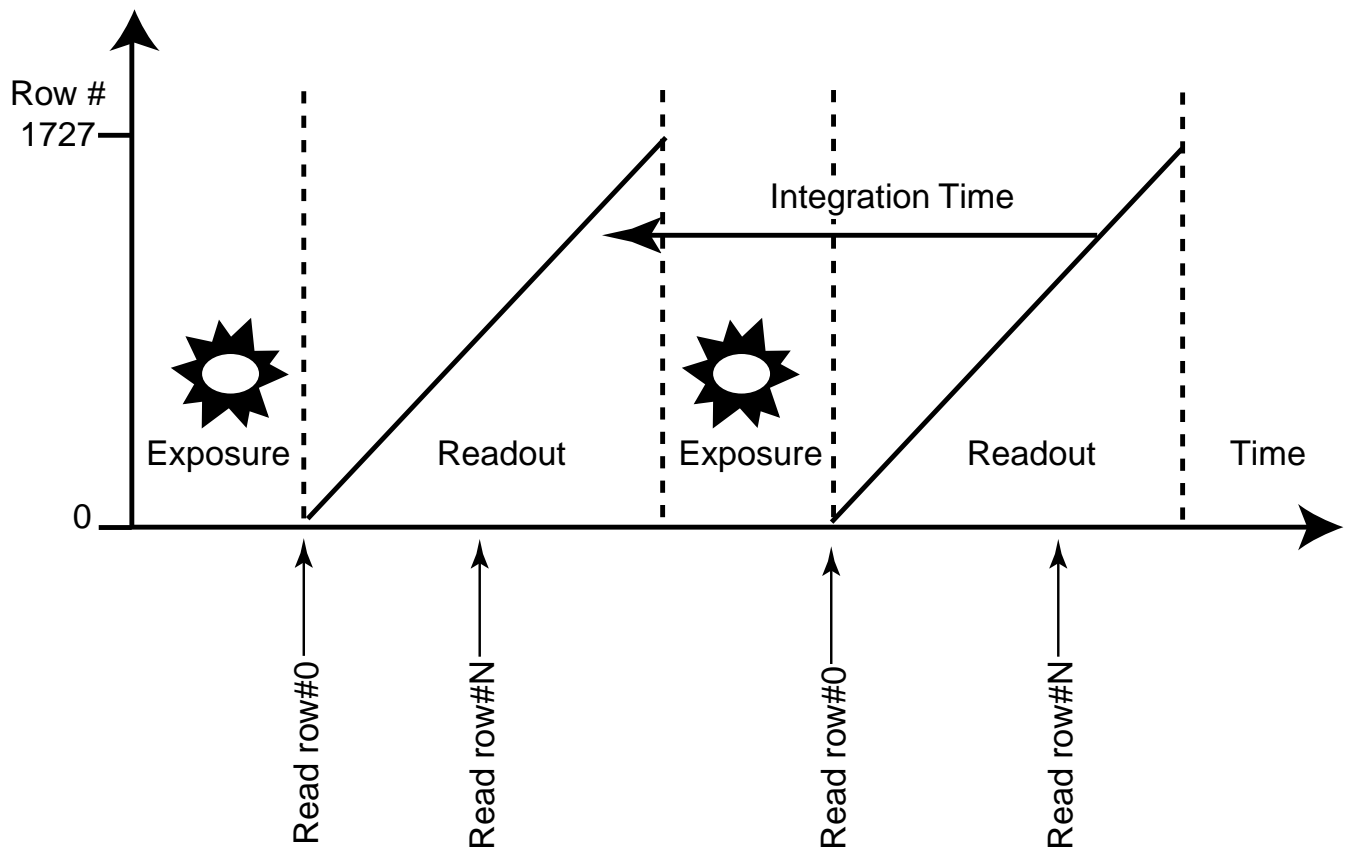 Row #
1727
Integration Time
Exposure
Readout
Exposure
Readout
Time
0
Read row#0
Read row#N
Read row#0
Read row#N